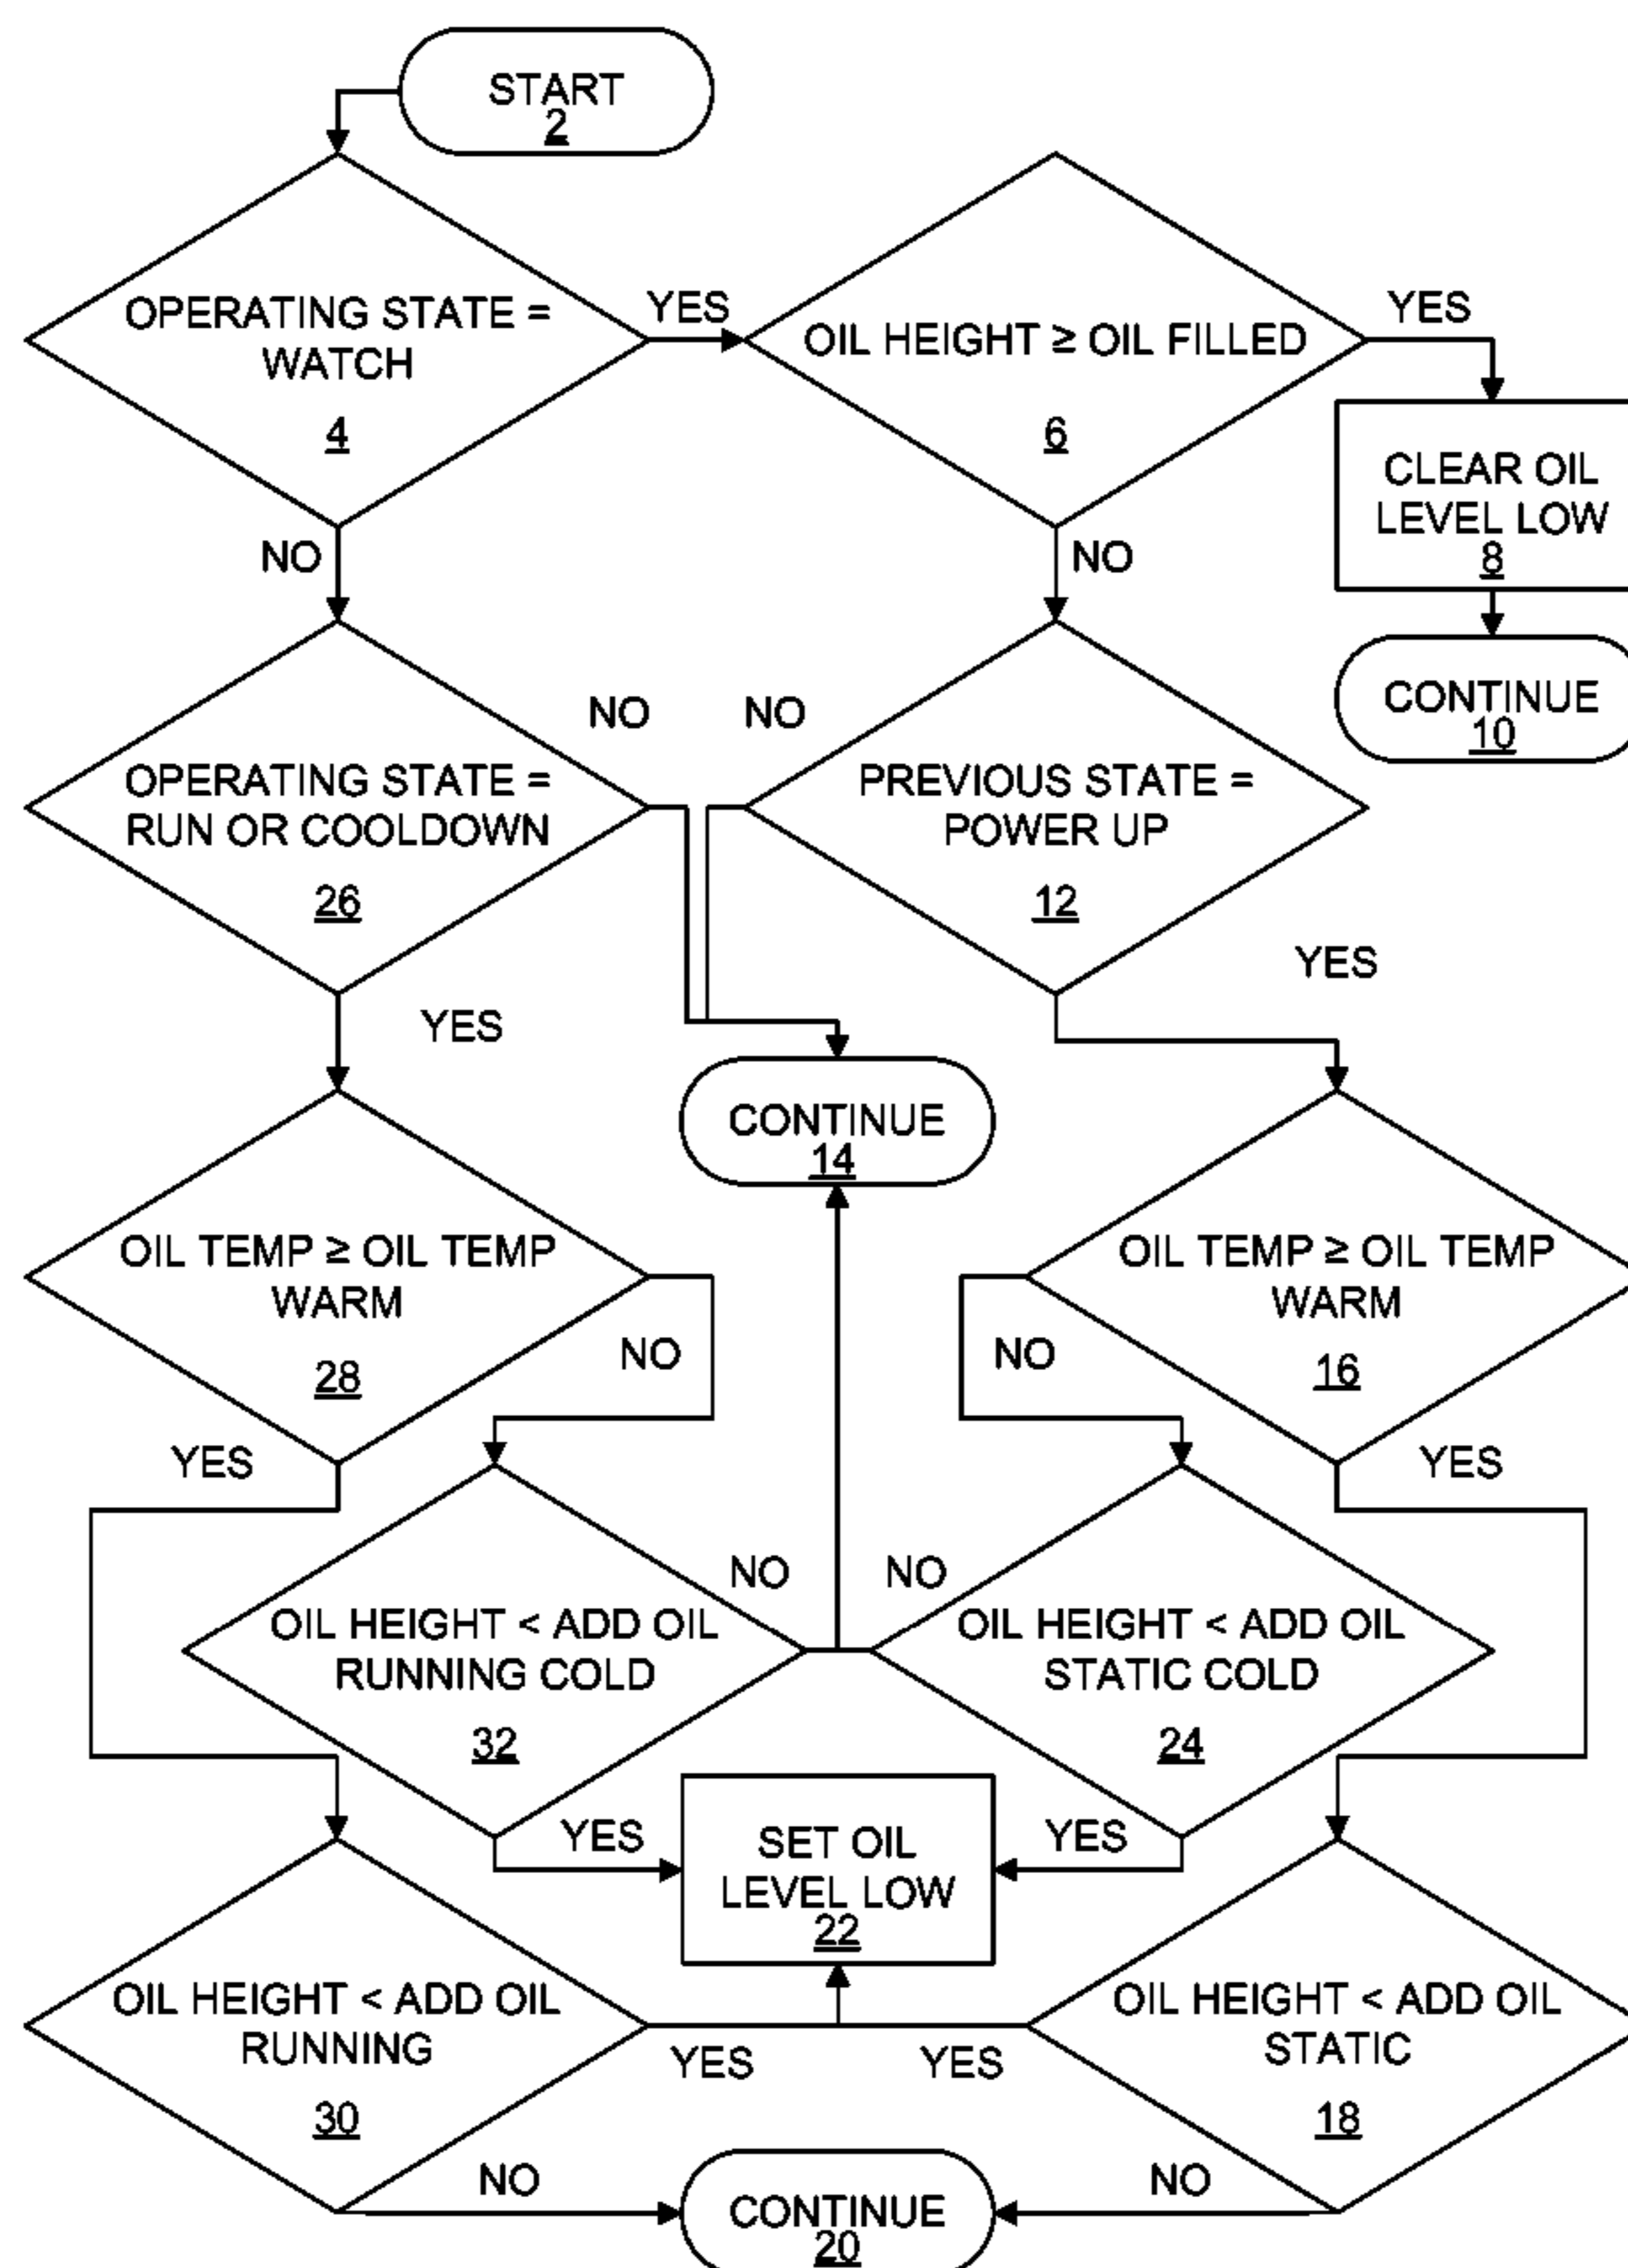 START
2
OPERATING STATE =
WATCH
4
YES
OIL HEIGHT ≥ OIL FILLED
6
YES
CLEAR OIL
LEVEL LOW
8
NO
NO
CONTINUE
10
OPERATING STATE =
RUN OR COOLDOWN
26
NO
NO
PREVIOUS STATE =
POWER UP
12
YES
YES
CONTINUE
14
OIL TEMP ≥ OIL TEMP
WARM
28
NO
OIL TEMP ≥ OIL TEMP
WARM
16
NO
YES
YES
OIL HEIGHT < ADD OIL
RUNNING COLD
32
NO
NO
OIL HEIGHT < ADD OIL
STATIC COLD
24
YES
SET OIL
LEVEL LOW
22
YES
OIL HEIGHT < ADD OIL
RUNNING
30
YES
YES
OIL HEIGHT < ADD OIL
STATIC
18
NO
CONTINUE
20
NO